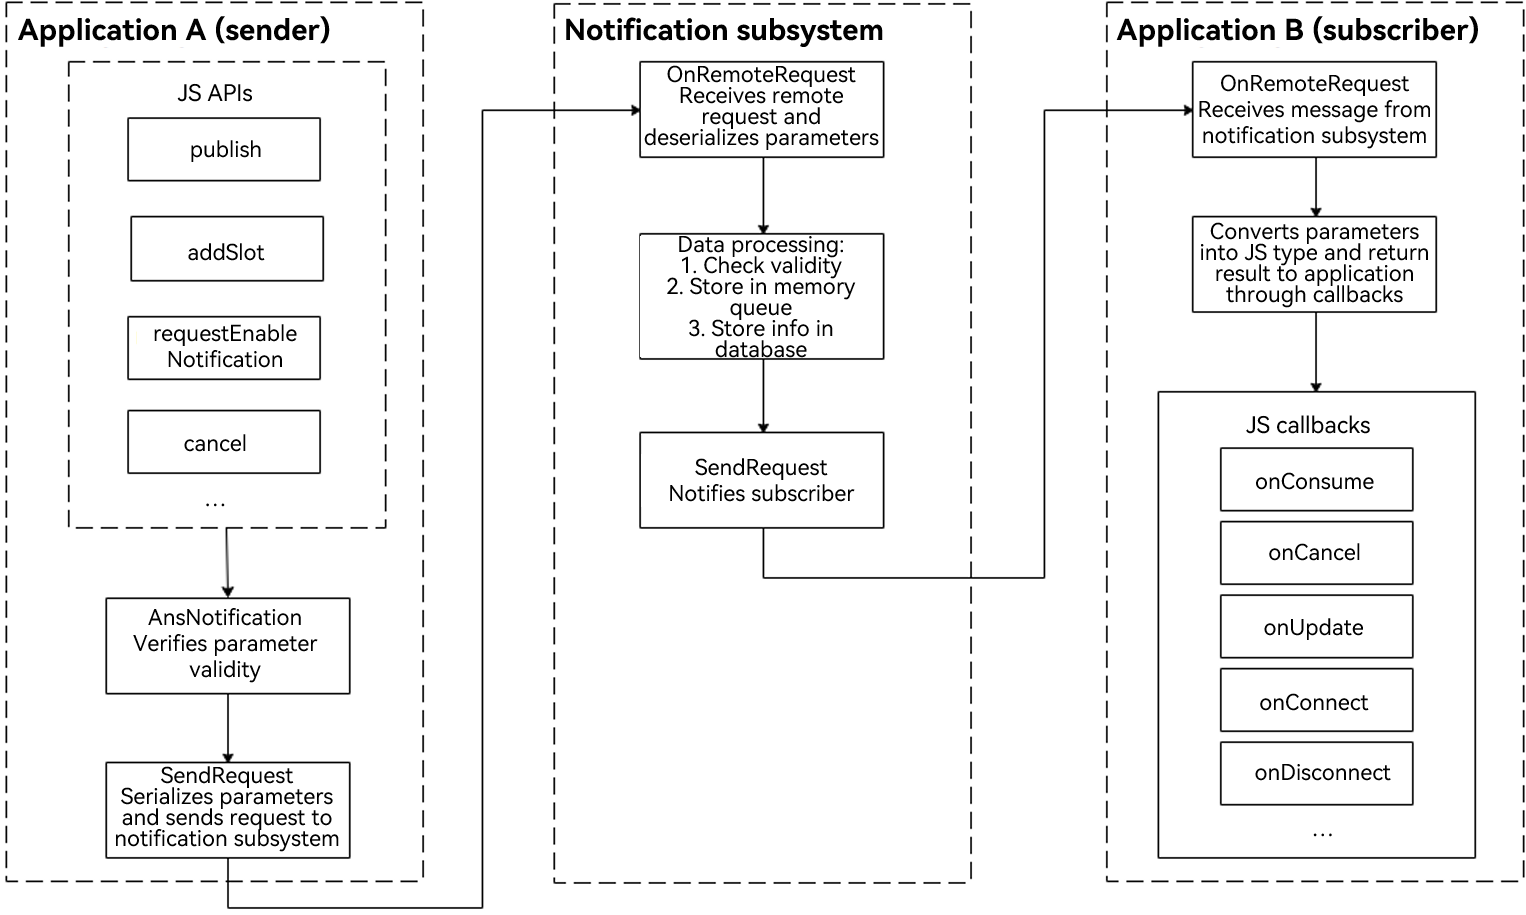 Application A (sender)
JS APIs
publish
addSlot
requestEnable
Notification
cancel
...
AnsNotification
Verifies parameter
validity
SendRequest
Serializes parameters
and sends request to
notification subsystem
Notification subsystem
OnRemoteRequest
Receives remote
request and
deserializes parameters
Data processing:
1. Check validity
2. Store in memory
queue
3. Store info in
database
SendRequest
Notifies subscriber
Application B (subscriber)
OnRemoteRequest
Receives message from
notification subsystem
Converts parameters
into JS type and return
result to application
through callbacks
JS callbacks
onConsume
onCancel
onUpdate
onConnect
onDisconnect
...